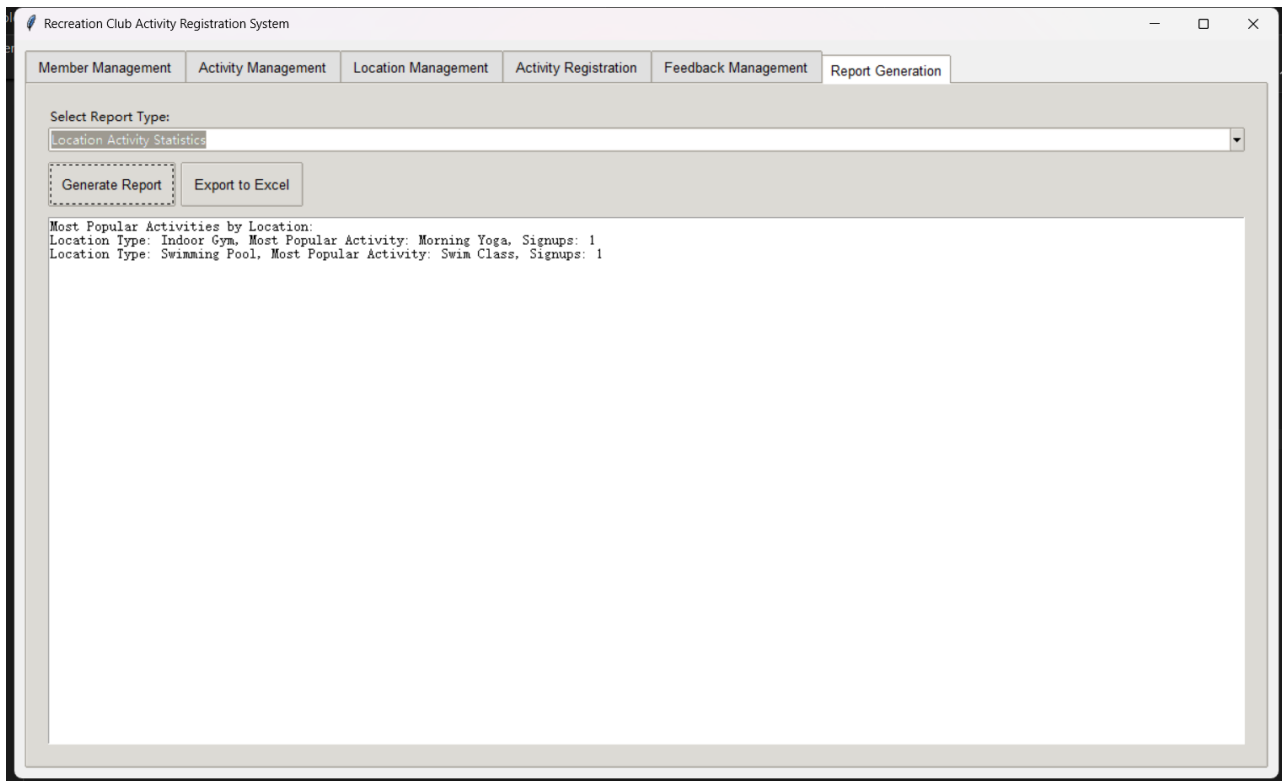 Recreation Club Activity Registration System
Member Management
Activity Management
Location Management
Activity Registration
Feedback Management
Report Generation
Select Report Type:
Location Activity Statistics
Generate Report
Export to Excel
Most Popular Activities by Location:
Location Type: Indoor Gym, Most Popular Activity: Morning Yoga, Signups: 1
Location Type: Swimming Pool, Most Popular Activity: Swim Class, Signups: 1